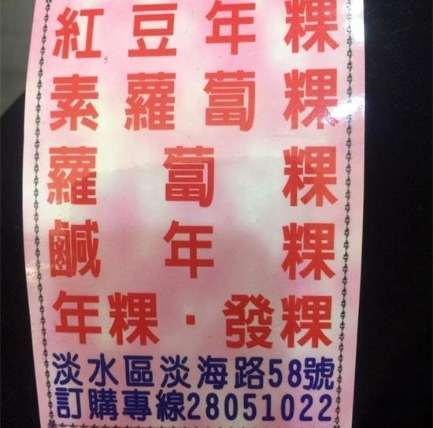 紅豆年粿
素蘿蔔粿
蘿蔔粿
鹹年粿
年粿·發粿
淡水區淡海路58號
訂購專線28051022